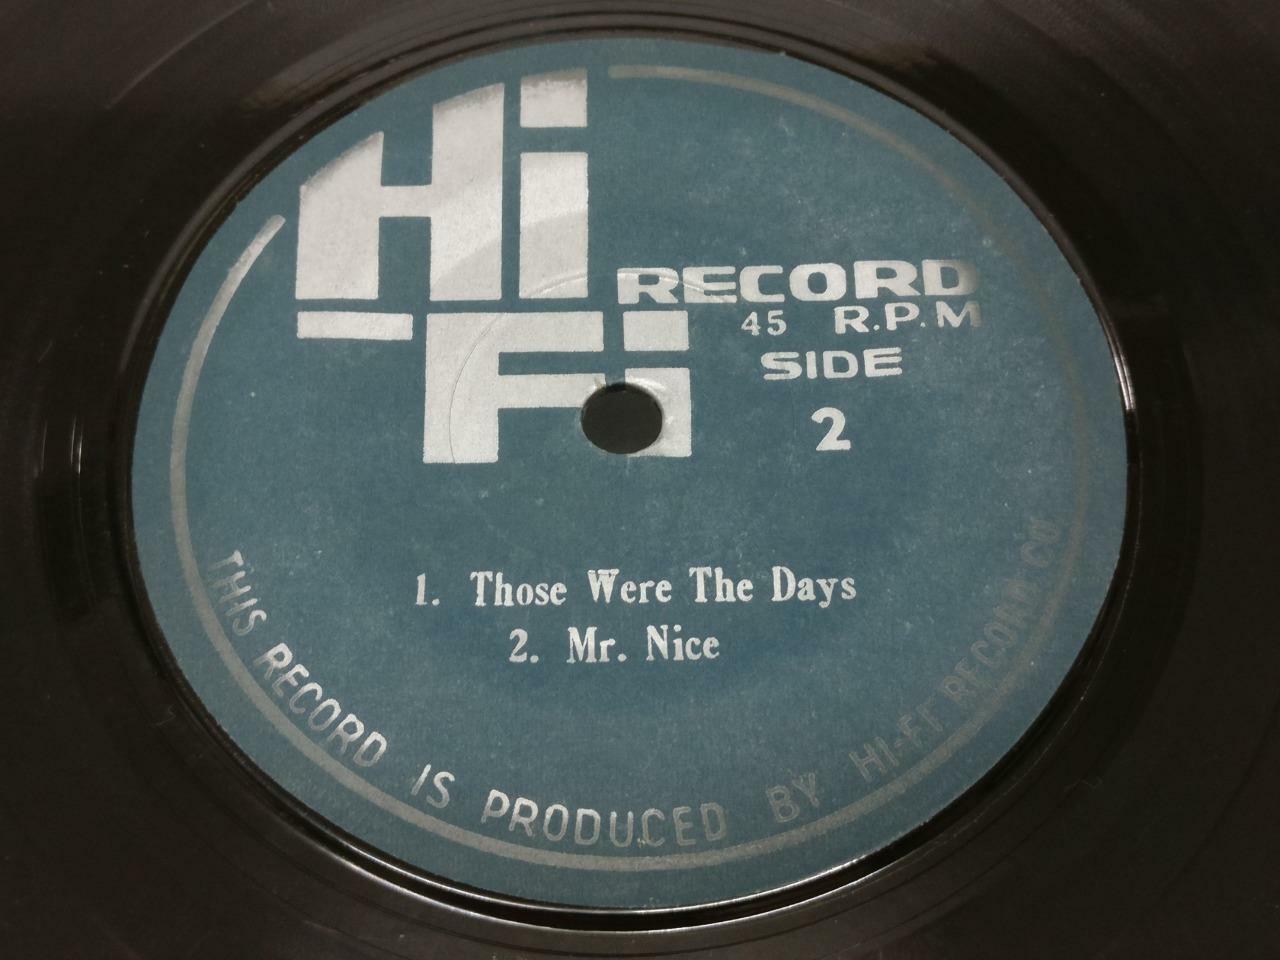 Hi
-Fi
RECORD
45 R.P.M
SIDE
2
1. Those Were The Days
2. Mr. Nice
THIS RECORD IS PRODUCED BY HI-FI RECORD CO